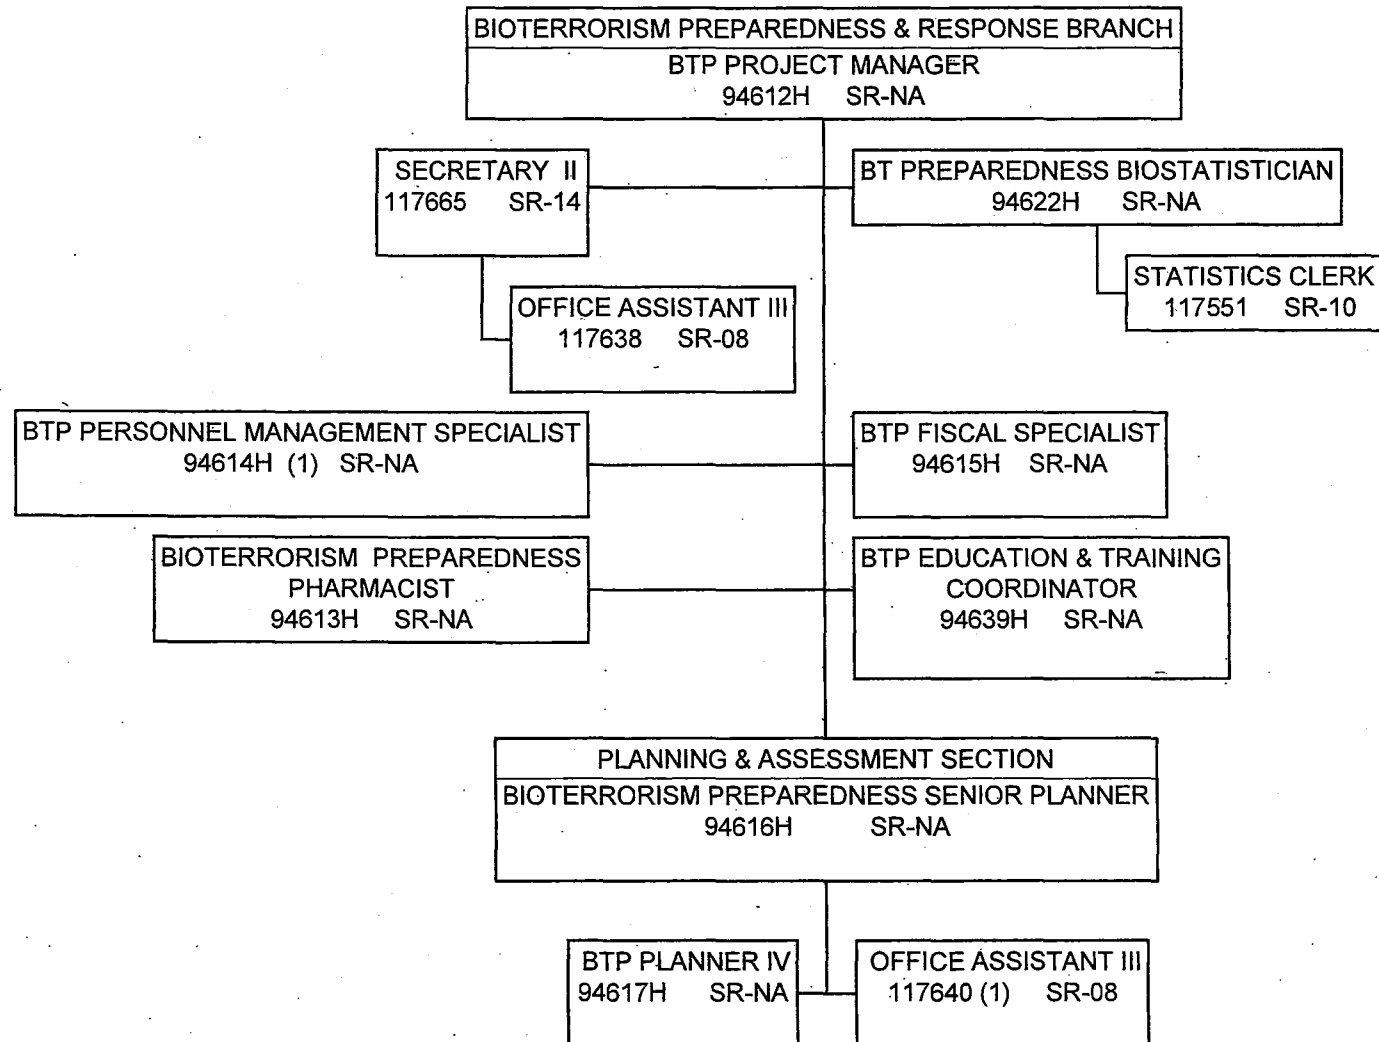 BIOTERRORISM PREPAREDNESS & RESPONSE BRANCH
BTP PROJECT MANAGER
94612H SR-NA
SECRETARY II
117665 SR-14
BT PREPAREDNESS BIOSTATISTICIAN
94622H SR-NA
STATISTICS CLERK
117551 SR-10
OFFICE ASSISTANT III
117638 SR-08
BTP PERSONNEL MANAGEMENT SPECIALIST
94614H (1) SR-NA
BTP FISCAL SPECIALIST
94615H SR-NA
BIOTERRORISM PREPAREDNESS
PHARMACIST
94613H SR-NA
BTP EDUCATION & TRAINING
COORDINATOR
94639H SR-NA
PLANNING & ASSESSMENT SECTION
BIOTERRORISM PREPAREDNESS SENIOR PLANNER
94616H SR-NA
BTP PLANNER IV
94617H SR-NA
OFFICE ASSISTANT III
117640 (1) SR-08